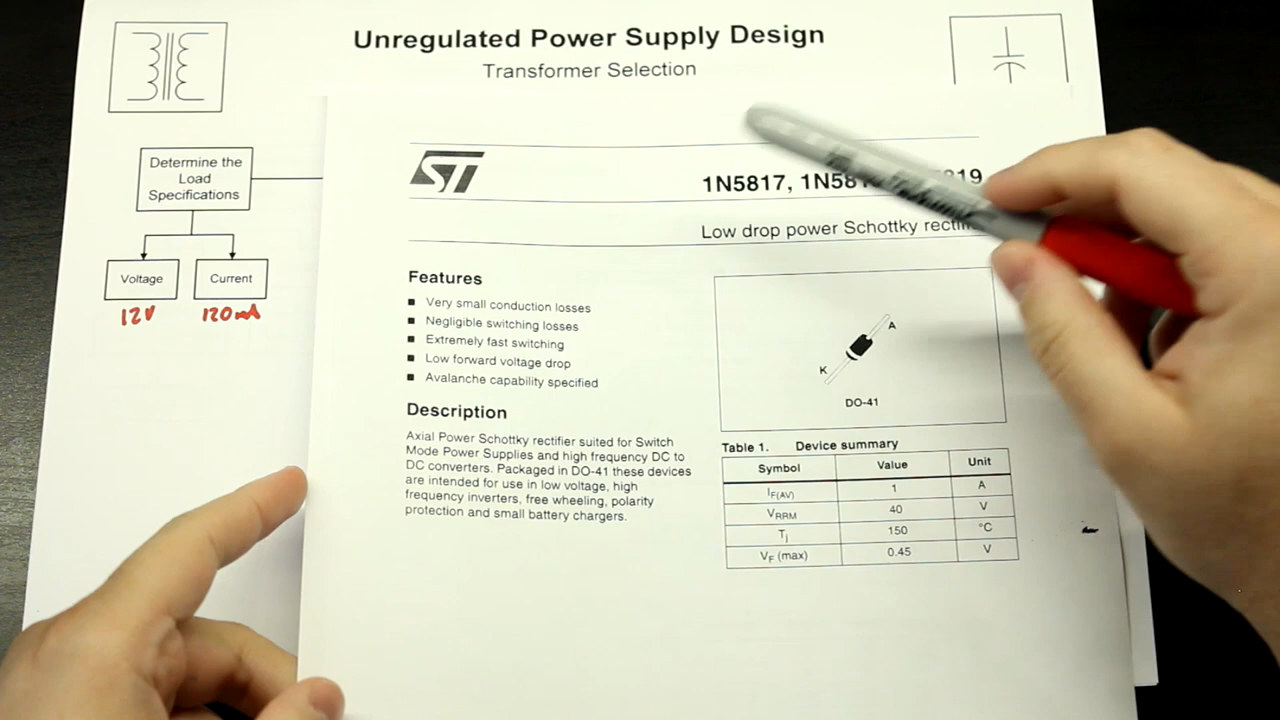 Unregulated Power Supply Design
Transformer Selection
Determine the
Load
Specifications
Voltage
Current
12V
120mA
ST
1N5817,
Low drop power Schottky
Features
Very small conduction losses
Negligible switching losses
Extremely fast switching
Low forward voltage drop
Avalanche capability specified
Description
Axial Power Schottky rectifier suited for Switch
Mode Power Supplies and high frequency DC to
DC converters. Packaged in DO-41 these devices
are intended for use in low voltage, high
frequency inverters, free wheeling, polarity
protection and small battery chargers.
A
K
DO-41
Table 1. Device summary
Symbol Value Unit
IF(AV) 1 A
VRRM 40 V
Tj 150 °C
VF (max) 0.45 V